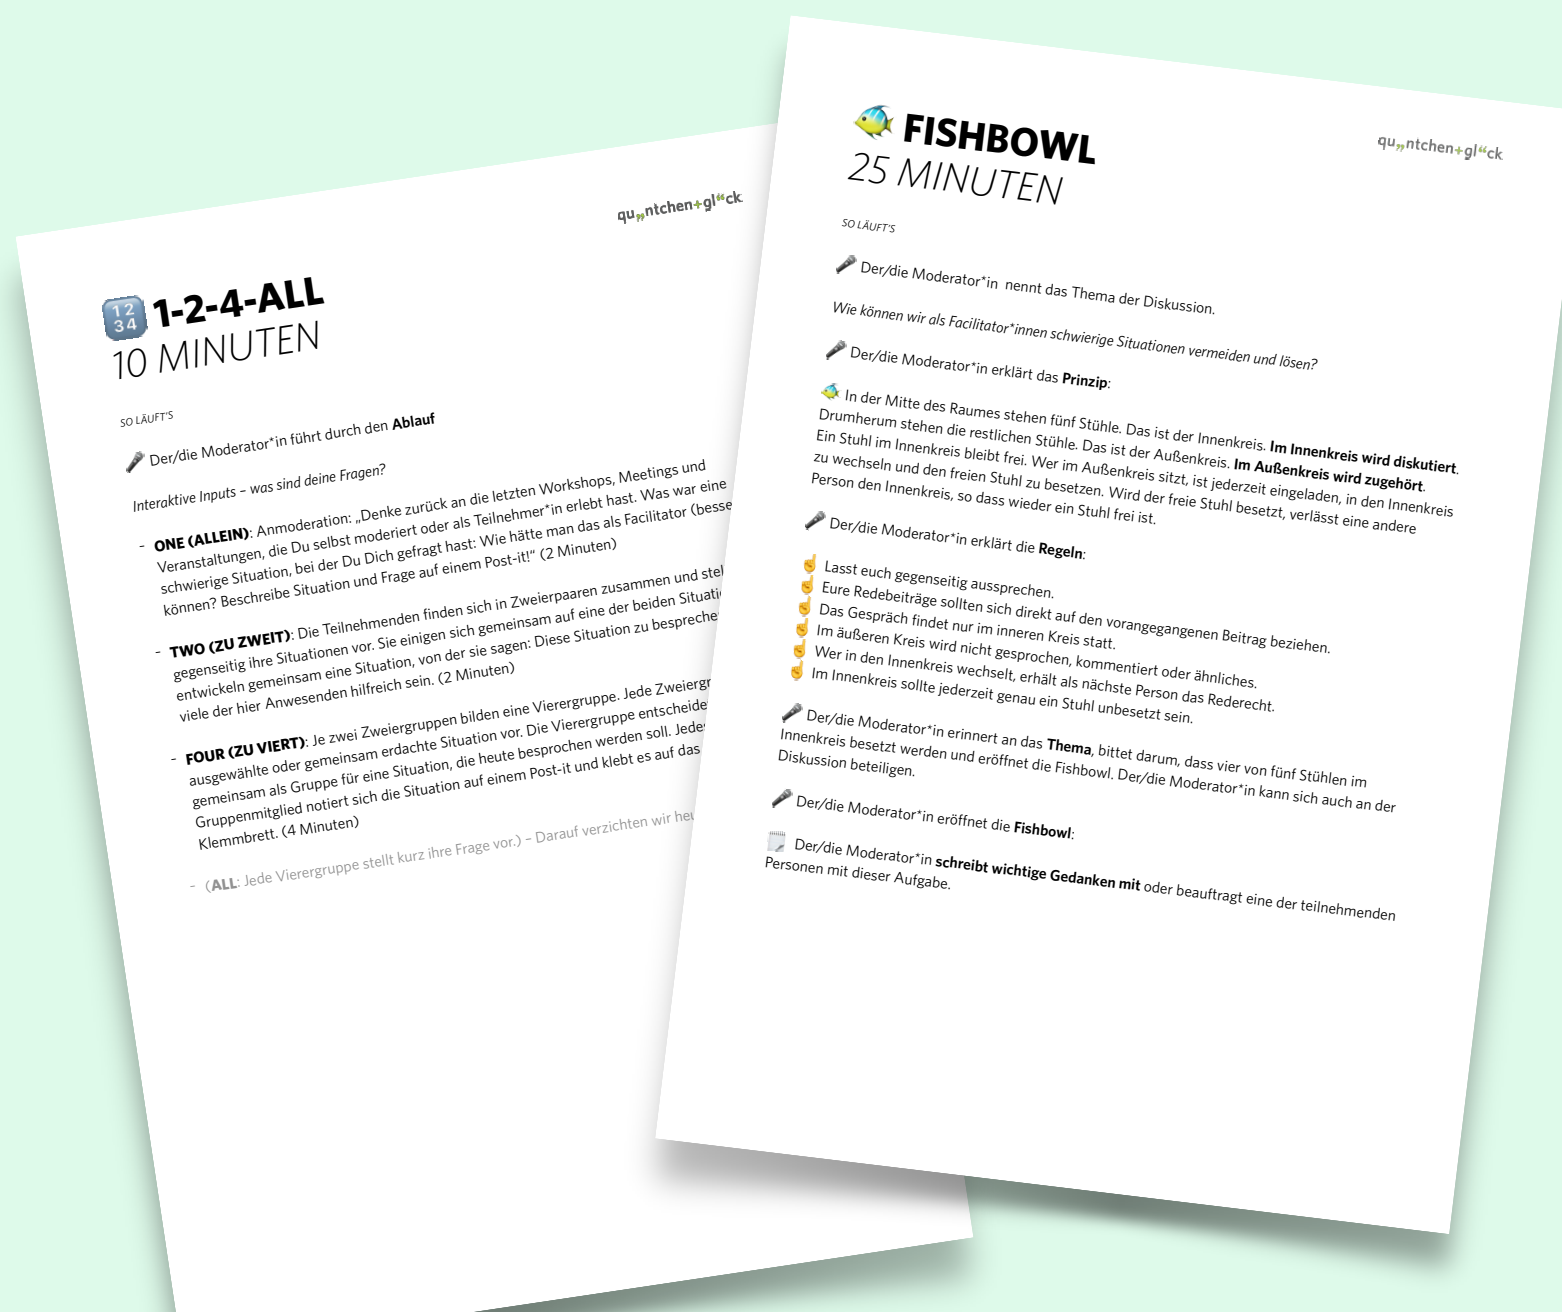 qu„ntchen+gl“ck
1-2-4-ALL
10 MINUTEN
SO LÄUFT'S
Der/die Moderator*in führt durch den Ablauf
Interaktive Inputs – was sind deine Fragen?
- ONE (ALLEIN): Anmoderation: „Denke zurück an die letzten Workshops, Meetings und
Veranstaltungen, die Du selbst moderiert oder als Teilnehmer*in erlebt hast. Was war eine
schwierige Situation, bei der Du Dich gefragt hast: Wie hätte man das als Facilitator
können? Beschreibe Situation und Frage auf einem Post-it!“ (2 Minuten)
- TWO (ZU ZWEIT): Die Teilnehmenden finden sich in Zweierpaaren zusammen und
gegenseitig ihre Situationen vor. Sie einigen sich gemeinsam auf eine der beiden
entwickeln gemeinsam eine Situation, von der sie sagen: Diese Situation zu
viele der hier Anwesenden hilfreich sein. (2 Minuten)
- FOUR (ZU VIERT): Je zwei Zweiergruppen bilden eine Vierergruppe. Jede
ausgewählte oder gemeinsam erdachte Situation vor. Die Vierergruppe
gemeinsam als Gruppe für eine Situation, die heute besprochen werden soll.
Gruppenmitglied notiert sich die Situation auf einem Post-it und klebt es auf das
Klemmbrett. (4 Minuten)
- (ALL: Jede Vierergruppe stellt kurz ihre Frage vor.) – Darauf verzichten wir
qu„ntchen+gl“ck
FISHBOWL
25 MINUTEN
SO LÄUFT'S
Der/die Moderator*in nennt das Thema der Diskussion.
Wie können wir als Facilitator*innen schwierige Situationen vermeiden und lösen?
Der/die Moderator*in erklärt das Prinzip:
In der Mitte des Raumes stehen fünf Stühle. Das ist der Innenkreis. Im Innenkreis wird diskutiert.
Drumherum stehen die restlichen Stühle. Das ist der Außenkreis. Im Außenkreis wird zugehört.
Ein Stuhl im Innenkreis bleibt frei. Wer im Außenkreis sitzt, ist jederzeit eingeladen, in den Innenkreis
zu wechseln und den freien Stuhl zu besetzen. Wird der freie Stuhl besetzt, verlässt eine andere
Person den Innenkreis, so dass wieder ein Stuhl frei ist.
Der/die Moderator*in erklärt die Regeln:
Lasst euch gegenseitig aussprechen.
Eure Redebeiträge sollten sich direkt auf den vorangegangenen Beitrag beziehen.
Das Gespräch findet nur im inneren Kreis statt.
Im äußeren Kreis wird nicht gesprochen, kommentiert oder ähnliches.
Wer in den Innenkreis wechselt, erhält als nächste Person das Rederecht.
Im Innenkreis sollte jederzeit genau ein Stuhl unbesetzt sein.
Der/die Moderator*in erinnert an das Thema, bittet darum, dass vier von fünf Stühlen im
Innenkreis besetzt werden und eröffnet die Fishbowl. Der/die Moderator*in kann sich auch an der
Diskussion beteiligen.
Der/die Moderator*in eröffnet die Fishbowl:
Der/die Moderator*in schreibt wichtige Gedanken mit oder beauftragt eine der teilnehmenden
Personen mit dieser Aufgabe.